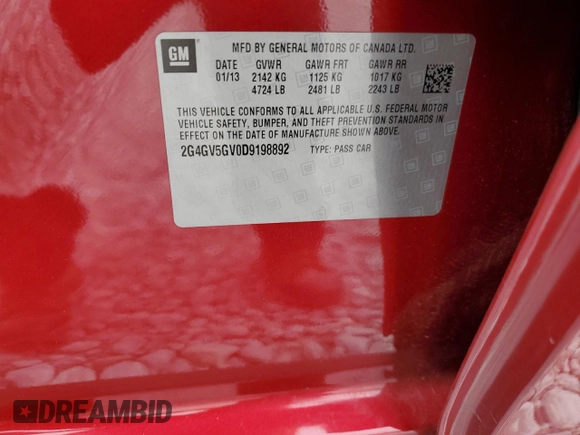 GM
MFD BY GENERAL MOTORS OF CANADA LTD.
DATE GVWR GAWR FRT GAWR RR
01/13 2142 KG 1125 KG 1017 KG
4724 LB 2481 LB 2243 LB
THIS VEHICLE CONFORMS TO ALL APPLICABLE U.S. FEDERAL MOTOR
VEHICLE SAFETY, BUMPER, AND THEFT PREVENTION STANDARDS IN
EFFECT ON THE DATE OF MANUFACTURE SHOWN ABOVE.
2G4GV5GV0D9198892 TYPE: PASS CAR
DREAMBID